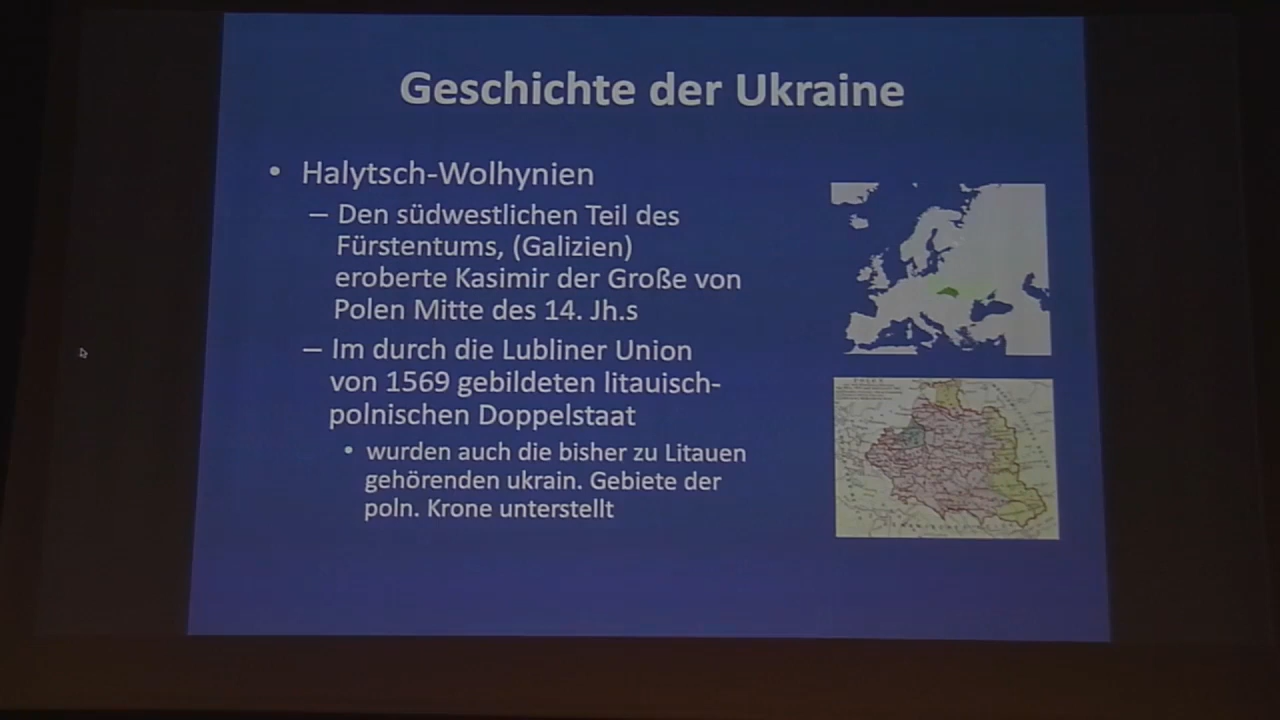 Geschichte der Ukraine
• Halytsch-Wolhynien
– Den südwestlichen Teil des
Fürstentums, (Galizien)
eroberte Kasimir der Große von
Polen Mitte des 14. Jh.s
– Im durch die Lubliner Union
von 1569 gebildeten litauisch-
polnischen Doppelstaat
• wurden auch die bisher zu Litauen
gehörenden ukrain. Gebiete der
poln. Krone unterstellt